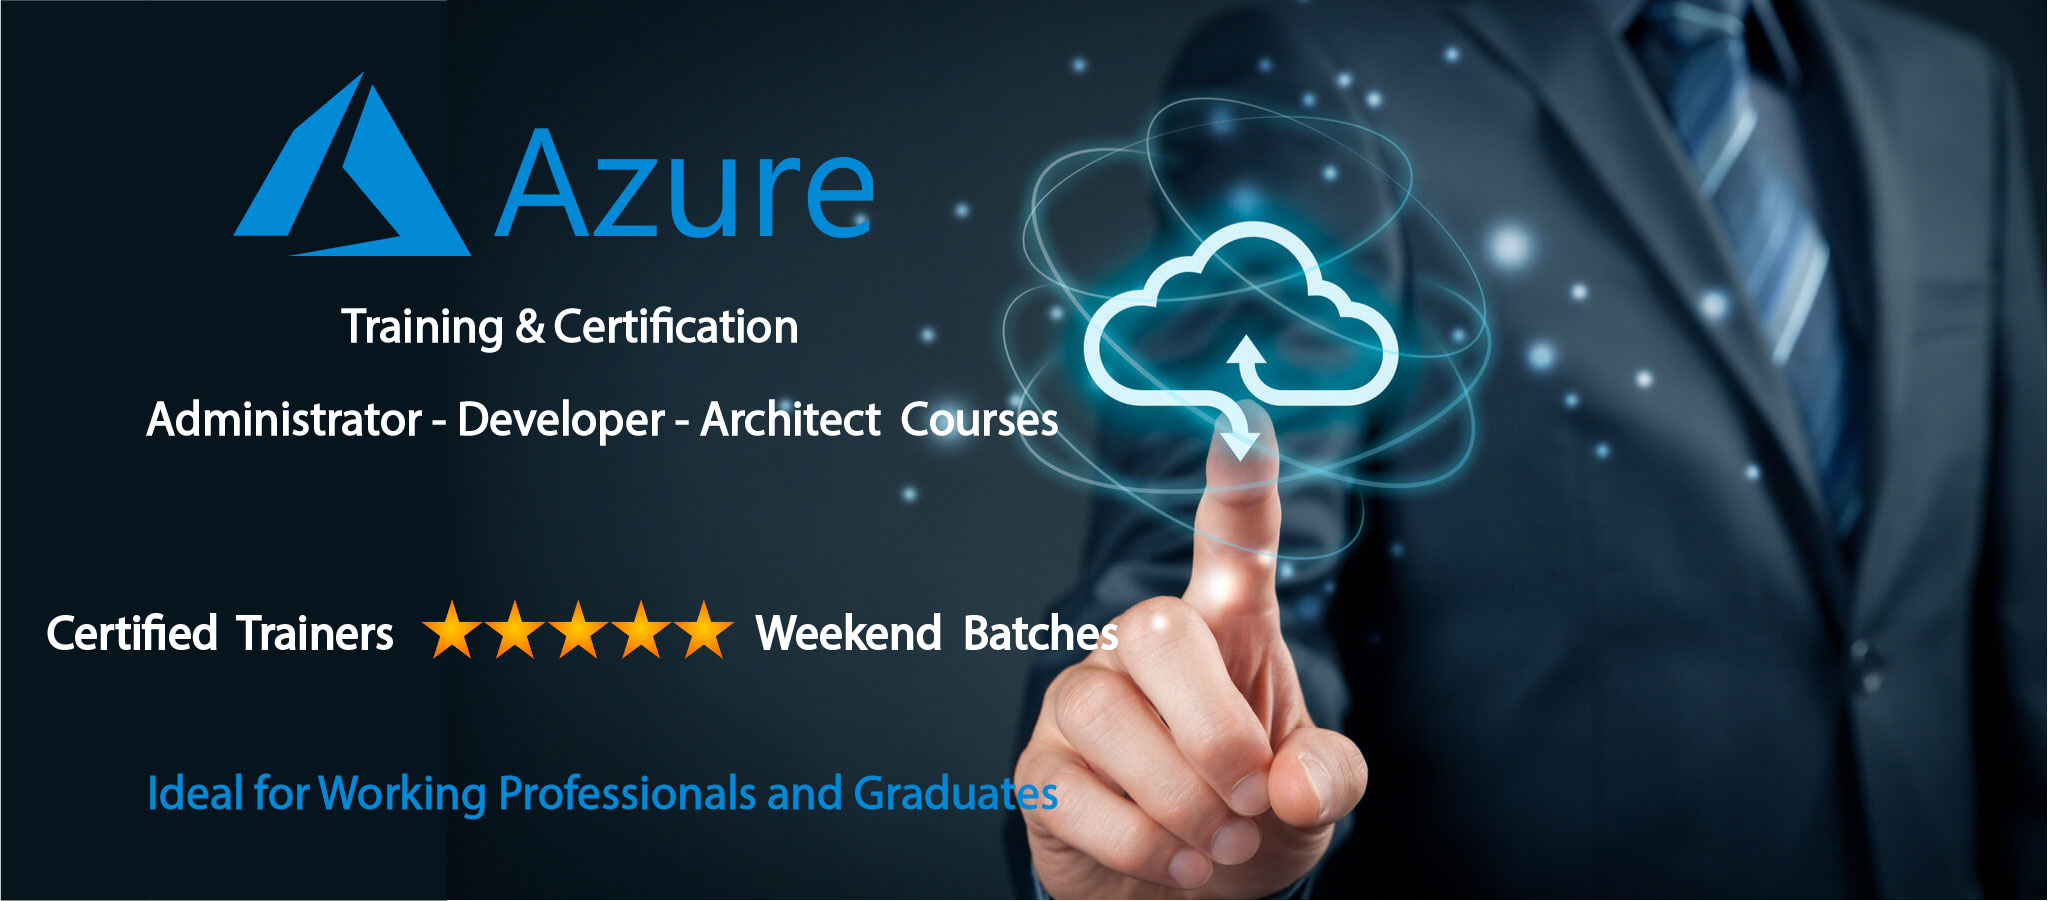 Azure
Training & Certification
Administrator - Developer - Architect Courses
Certified Trainers Weekend Batches
Ideal for Working Professionals and Graduates